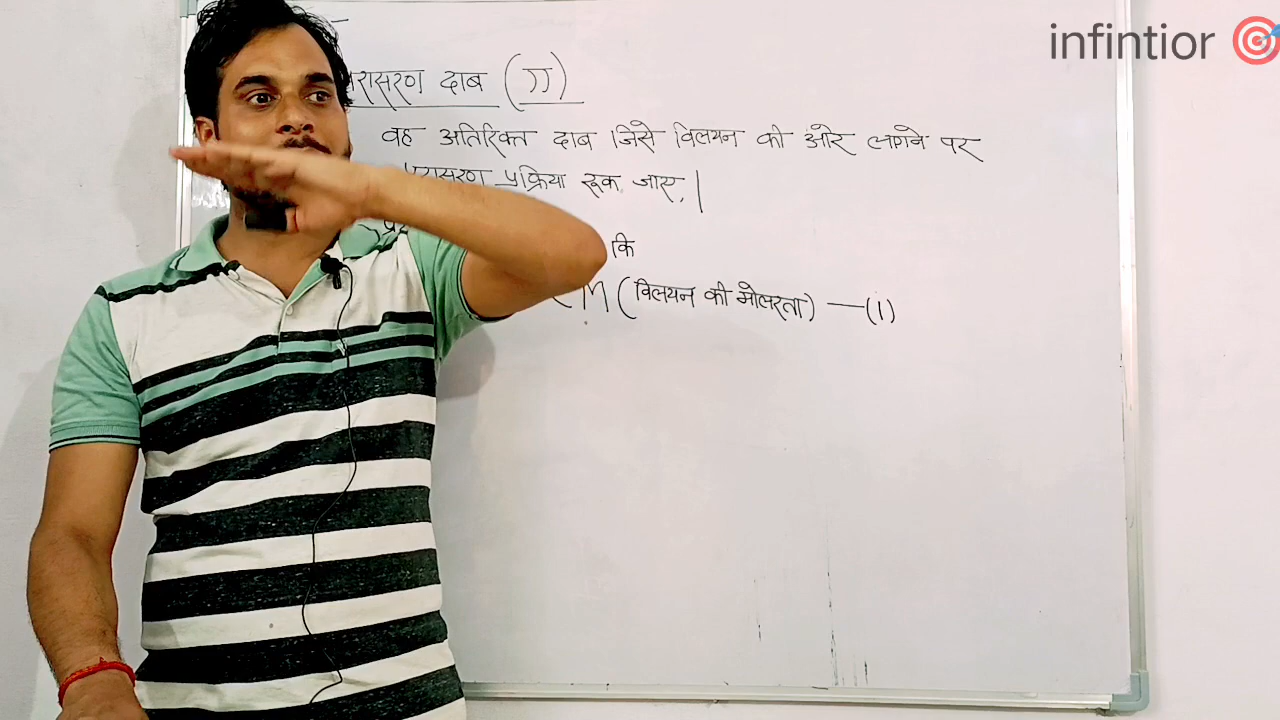 infintior
परासरण दाब (π)
वह अतिरिक्त दाब जिसे विलयन की ओर लगाने पर
परासरण प्रक्रिया रूक जाए।
कि
M (विलयन की मोलरता) —(1)